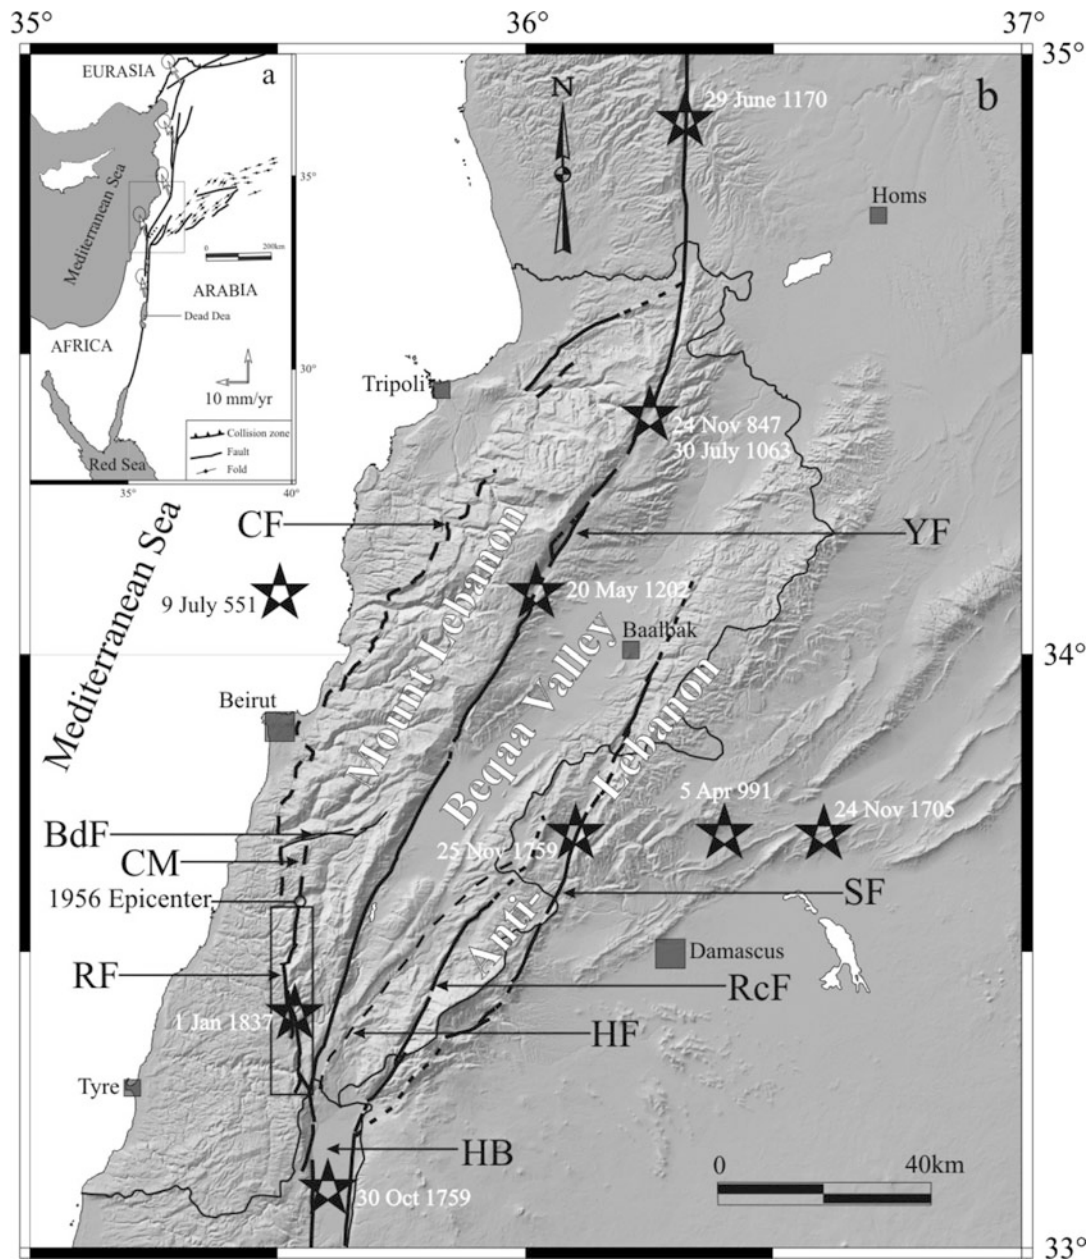 35°
36°
37°
35°
EURASIA
a
Mediterranean Sea
35°
0 200km
ARABIA
Dead Dea
AFRICA
30°
10 mm/yr
Collision zone
Fault
Fold
Red Sea
35°
40°
b
N
29 June 1170
Homs
Tripoli
24 Nov 847
30 July 1063
CF
YF
Mediterranean Sea
9 July 551
20 May 1202
Mount Lebanon
Beqaa Valley
Baalbak
34°
Anti-
Lebanon
Beirut
5 Apr 991
24 Nov 1705
BdF
25 Nov 1759
CM
1956 Epicenter
SF
Damascus
RF
RcF
1 Jan 1837
HF
Tyre
HB
0 40km
30 Oct 1759
33°